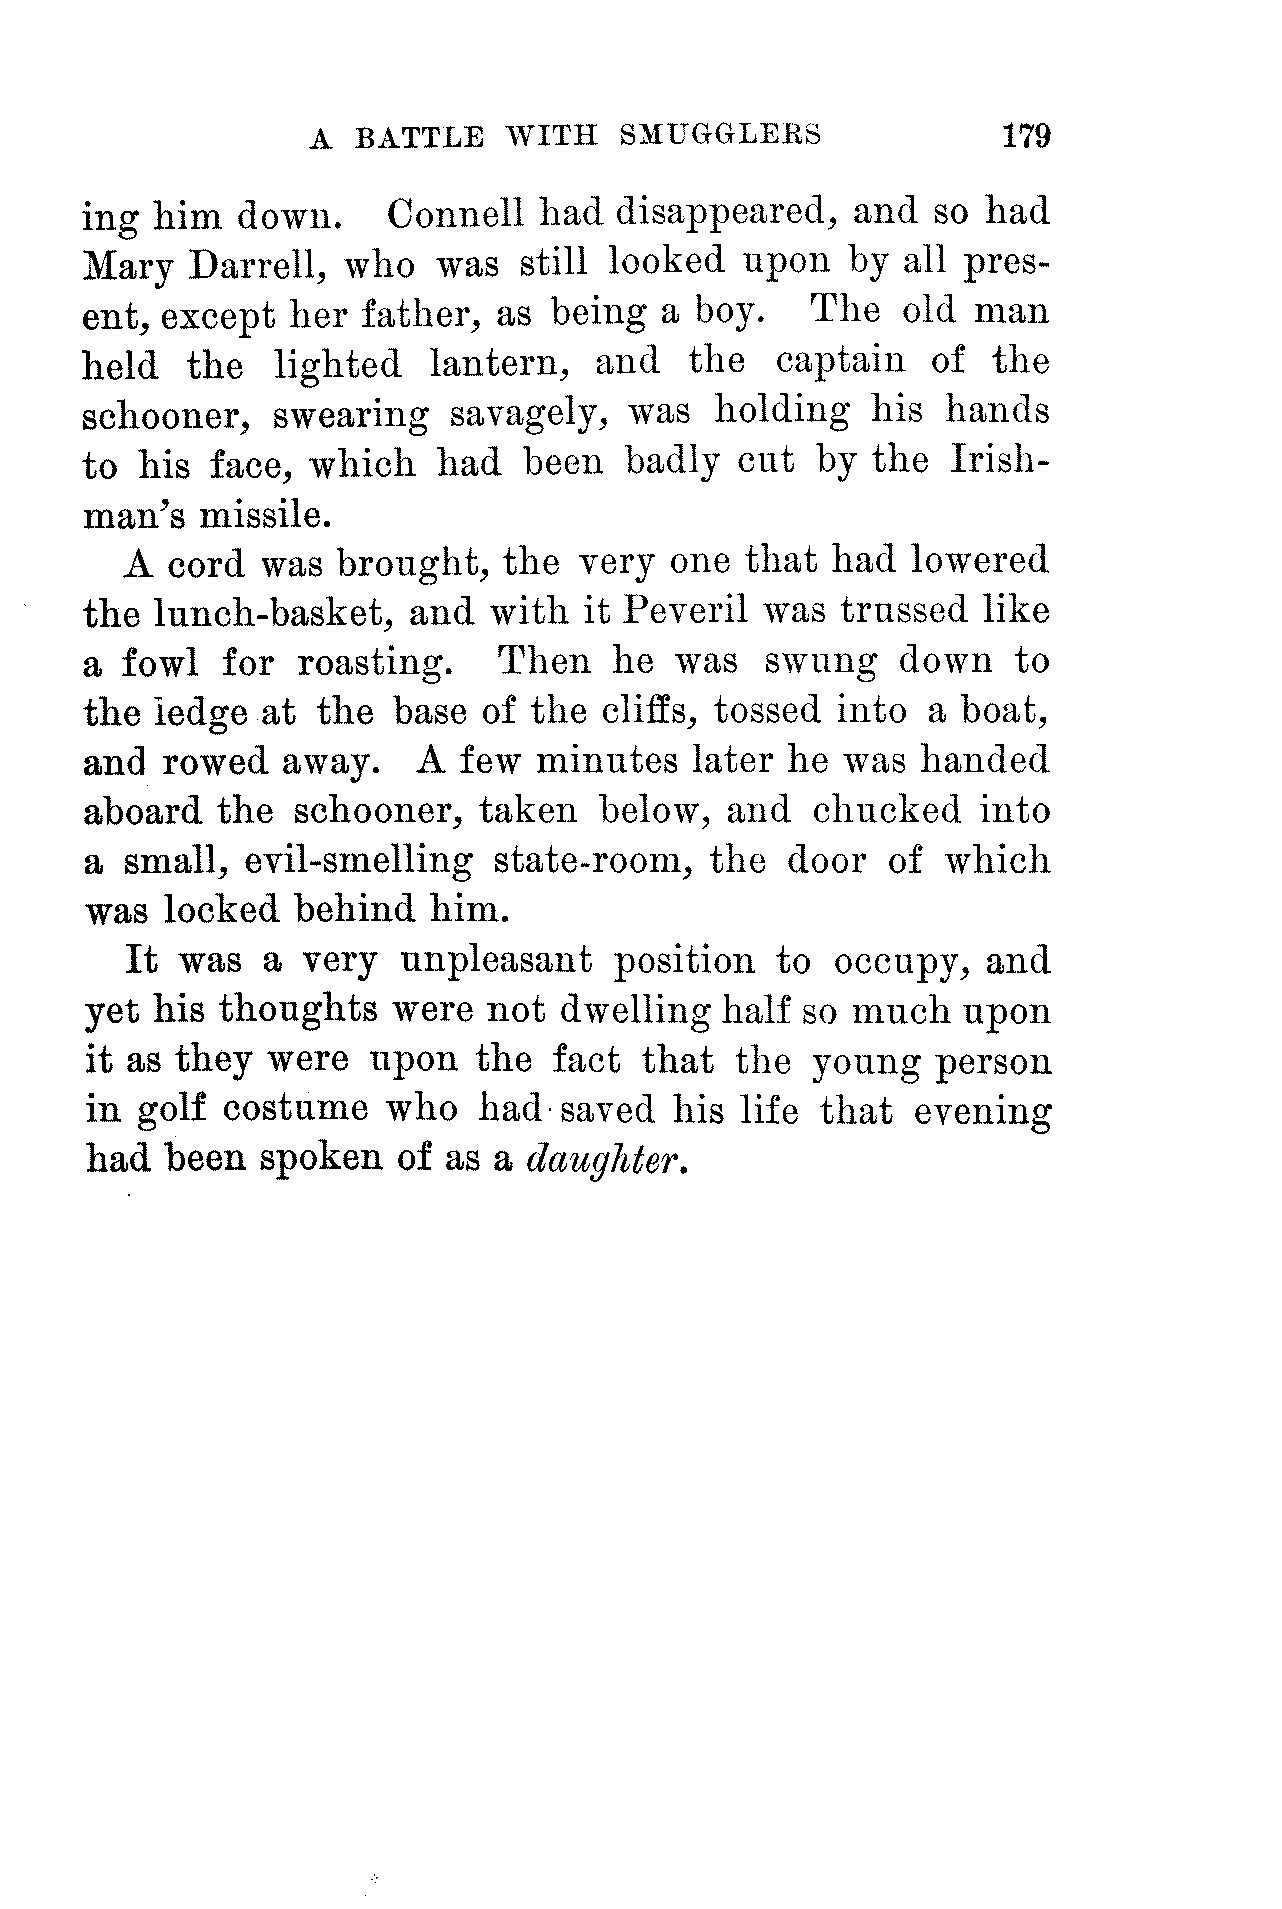 A BATTLE WITH SMUGGLERS 179
ing him down. Connell had disappeared, and so had
Mary Darrell, who was still looked upon by all pres-
ent, except her father, as being a boy. The old man
held the lighted lantern, and the captain of the
schooner, swearing savagely, was holding his hands
to his face, which had been badly cut by the Irish-
man's missile.
A cord was brought, the very one that had lowered
the lunch-basket, and with it Peveril was trussed like
a fowl for roasting. Then he was swung down to
the ledge at the base of the cliffs, tossed into a boat,
and rowed away. A few minutes later he was handed
aboard the schooner, taken below, and chucked into
a small, evil-smelling state-room, the door of which
was locked behind him.
It was a very unpleasant position to occupy, and
yet his thoughts were not dwelling half so much upon
it as they were upon the fact that the young person
in golf costume who had saved his life that evening
had been spoken of as a daughter.